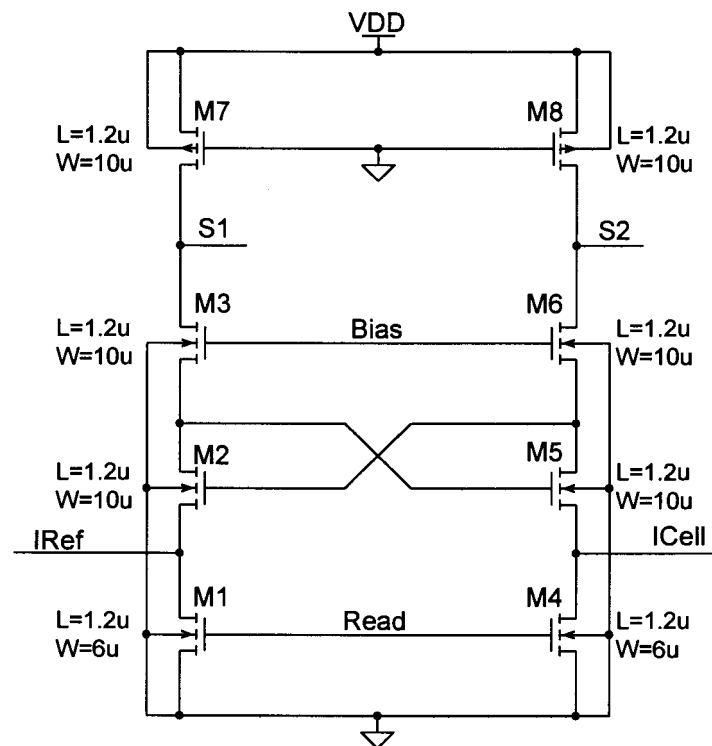 VDD
M7 M8
L=1.2u L=1.2u
W=10u W=10u
S1 S2
M3 M6
L=1.2u Bias L=1.2u
W=10u W=10u
M2 M5
L=1.2u L=1.2u
W=10u W=10u
IRef ICell
M1 M4
L=1.2u Read L=1.2u
W=6u W=6u